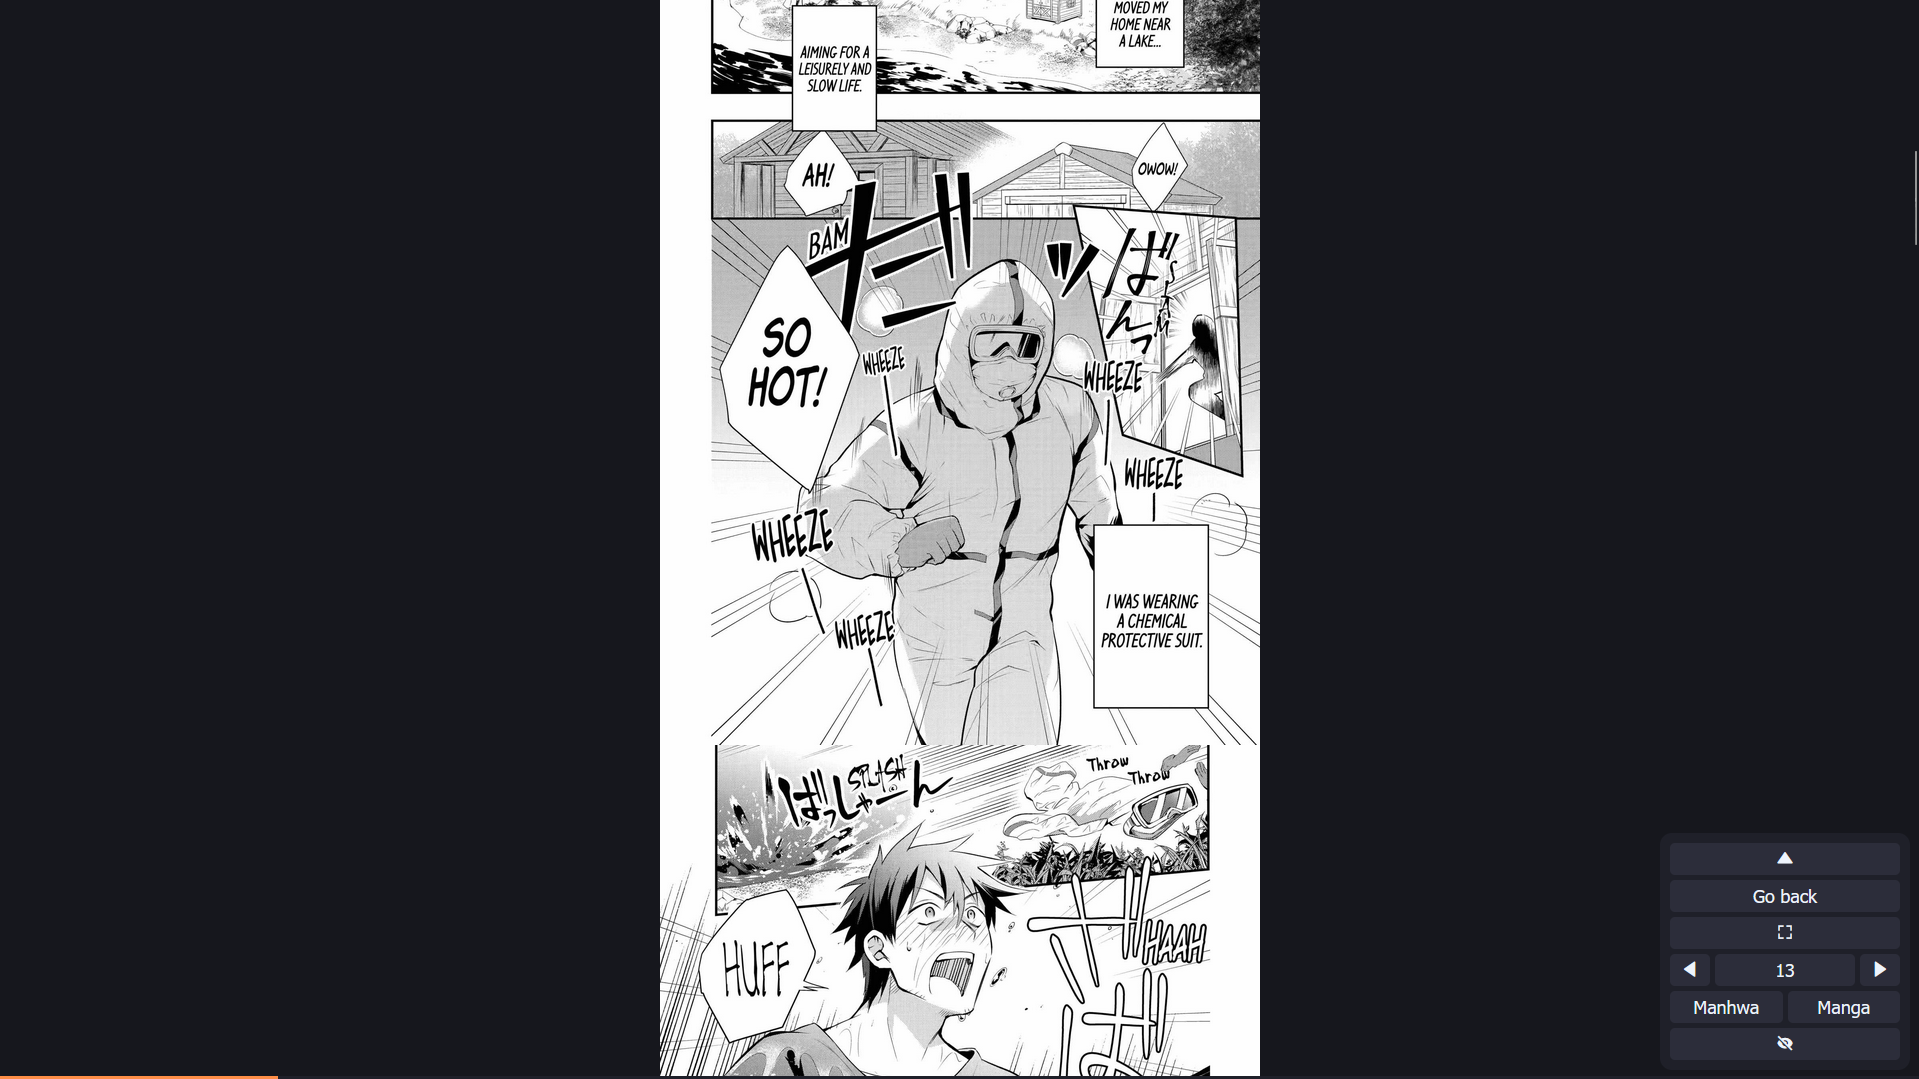 MOVED MY
HOME NEAR
A LAKE...
AIMING FOR A
LEISURELY AND
SLOW LIFE.
OWOW!
AH!
ばんっ
SLAM
BAM
SO
HOT!
WHEEZE
WHEEZE
WHEEZE
WHEEZE
WHEEZE
I WAS WEARING
A CHEMICAL
PROTECTIVE SUIT.
Throw
Throw
ばっしゃーん
SPLASH
HAAH
HUFF
Go back
13
Manhwa
Manga